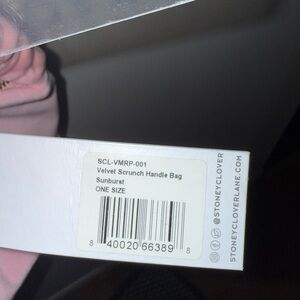 SCL-VMRP-001
Velvet Scrunch Handle Bag
Sunburst
ONE SIZE
8 40020 66389 8
@STONEYCLOVER
STONEYCLOVERLANE.COM